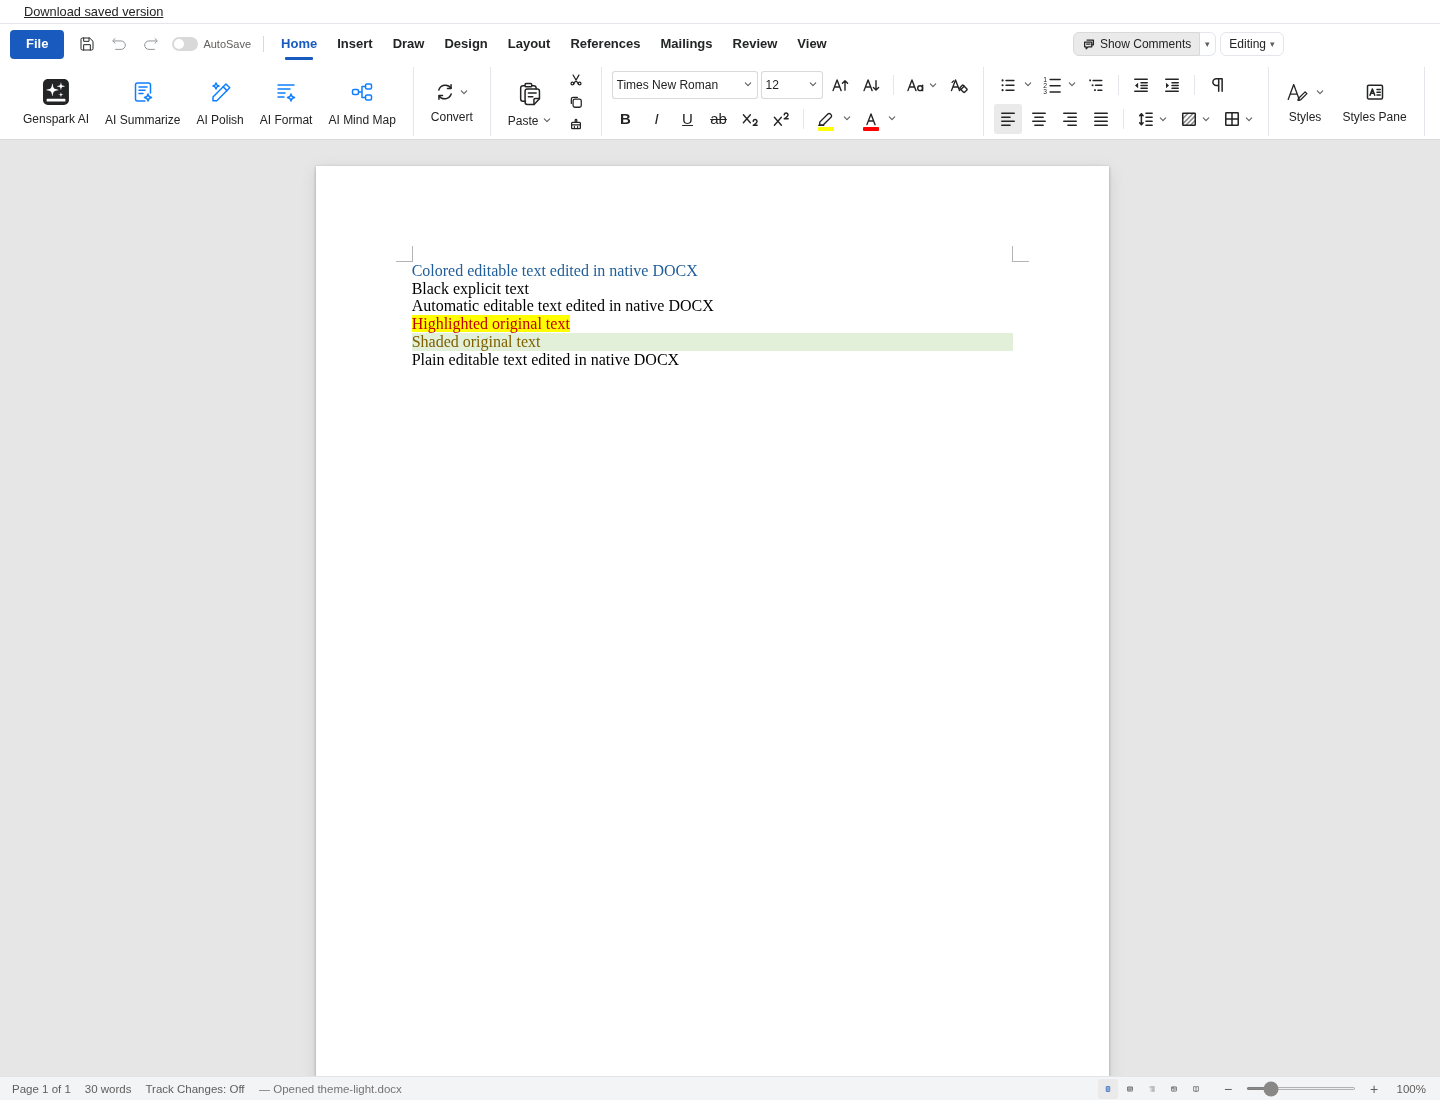 Download saved version
File AutoSave Home Insert Draw Design Layout References Mailings Review View Show Comments Editing
Genspark AI AI Summarize AI Polish AI Format AI Mind Map Convert Paste Times New Roman 12 Styles Styles Pane
B I U ab
Colored editable text edited in native DOCX
Black explicit text
Automatic editable text edited in native DOCX
Highlighted original text
Shaded original text
Plain editable text edited in native DOCX
Page 1 of 1 30 words Track Changes: Off — Opened theme-light.docx − + 100%